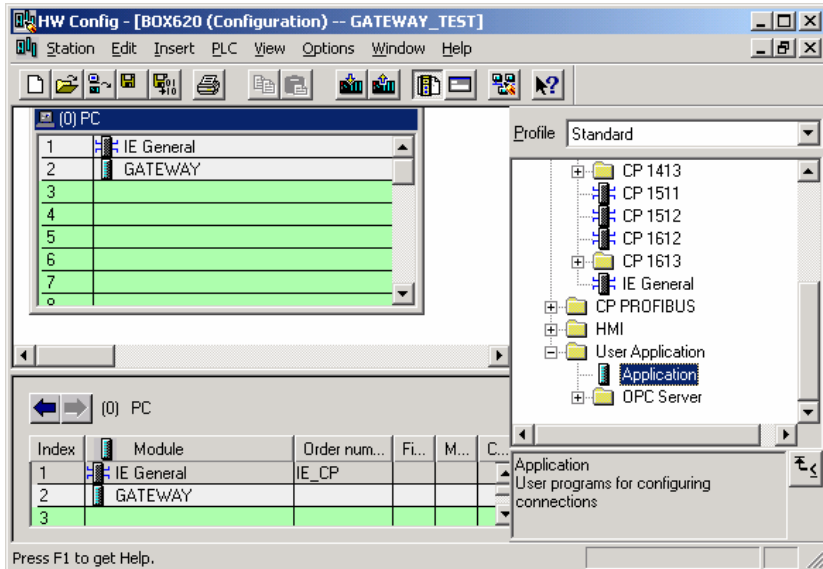 HW Config - [BOX620 (Configuration) -- GATEWAY_TEST]
Station Edit Insert PLC View Options Window Help
(0) PC
1 IE General
2 GATEWAY
3
4
5
6
7
Profile Standard
CP 1413
CP 1511
CP 1512
CP 1612
CP 1613
IE General
CP PROFIBUS
HMI
User Application
Application
OPC Server
(0) PC
Index Module Order num... Fi... M... C...
1 IE General IE_CP
2 GATEWAY
3
Application
User programs for configuring
connections
Press F1 to get Help.